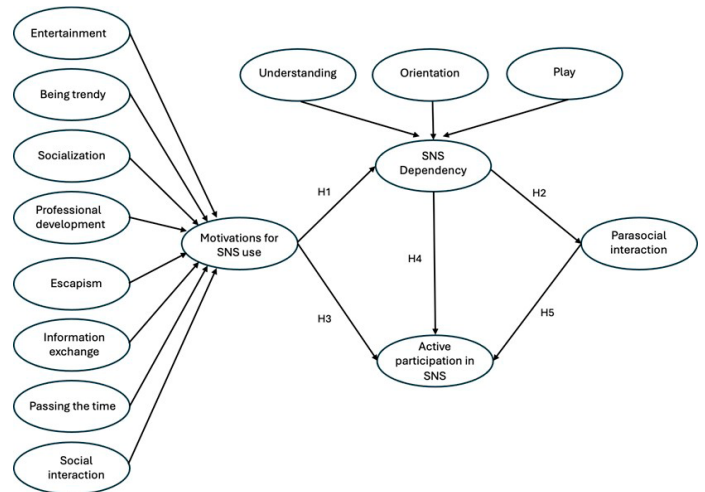 Entertainment
Being trendy
Socialization
Professional
development
Escapism
Information
exchange
Passing the time
Social
interaction
Motivations for
SNS use
Understanding
Orientation
Play
SNS
Dependency
H1
H2
H3
H4
H5
Parasocial
interaction
Active
participation in
SNS